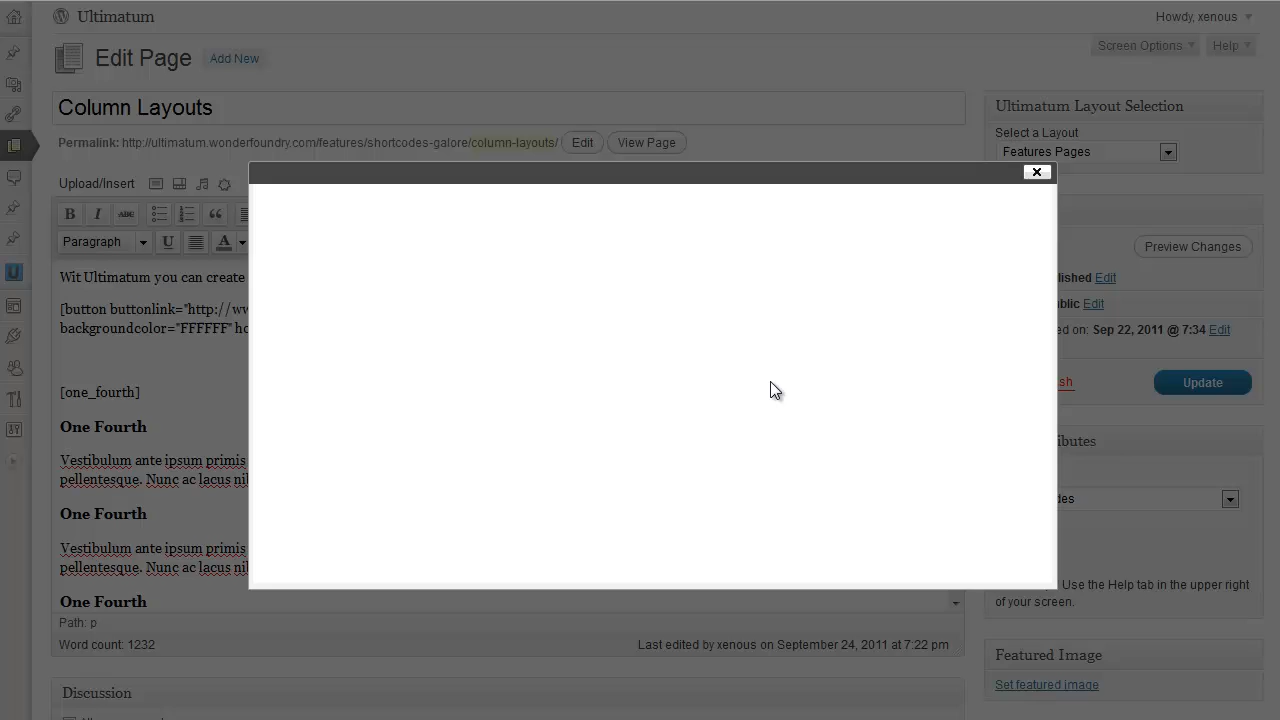 Ultimatum
Howdy, xenous
Edit Page Add New
Screen Options Help
Column Layouts
Permalink: http://ultimatum.wonderfoundry.com/features/shortcodes-galore/column-layouts/ Edit View Page
Upload/Insert
B I ABC
Paragraph U A
Wit Ultimatum you can create
[button buttonlink="http://ww
backgroundcolor="FFFFFF" ho
[one_fourth]
One Fourth
Vestibulum ante ipsum primis
pellentesque. Nunc ac lacus nil
One Fourth
Vestibulum ante ipsum primis
pellentesque. Nunc ac lacus nil
One Fourth
Path: p
Word count: 1232
Last edited by xenous on September 24, 2011 at 7:22 pm
Discussion
Ultimatum Layout Selection
Select a Layout
Features Pages
Preview Changes
lished Edit
blic Edit
ed on: Sep 22, 2011 @ 7:34 Edit
sh
Update
ibutes
des
Use the Help tab in the upper right
of your screen.
Featured Image
Set featured image